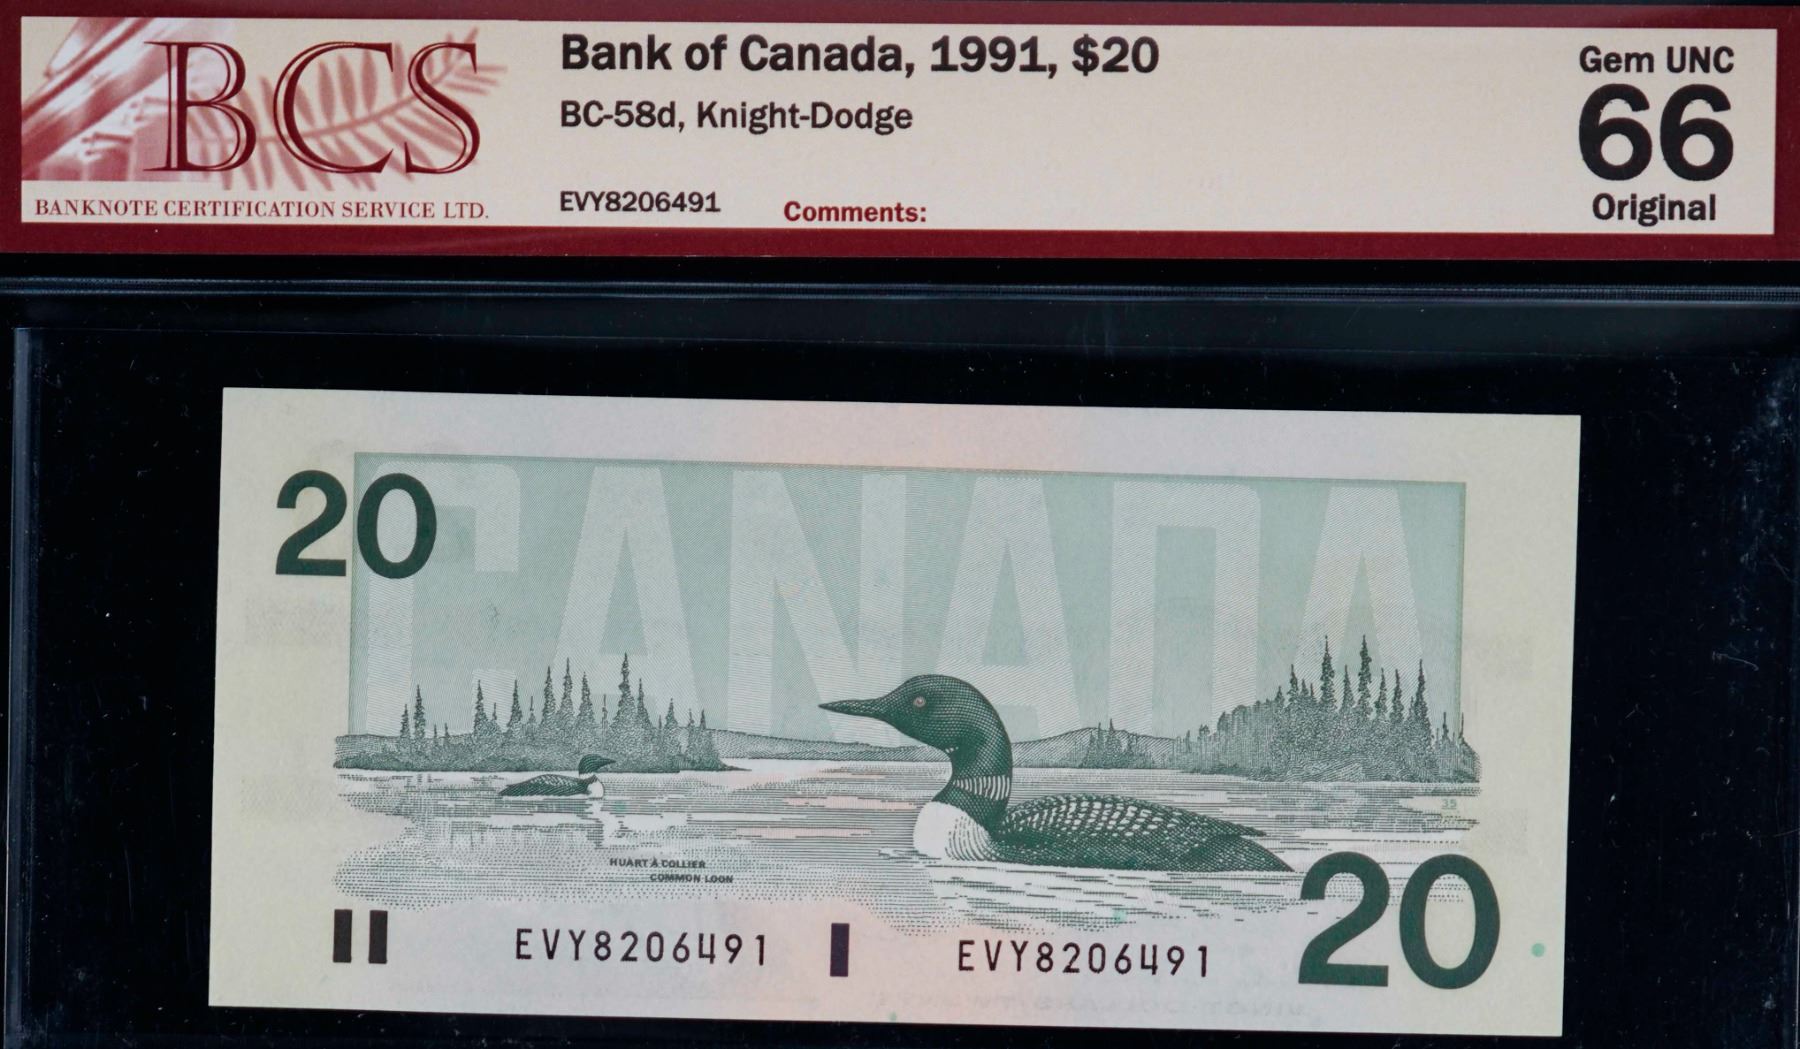 BCS
BANKNOTE CERTIFICATION SERVICE LTD.
Bank of Canada, 1991, $20
BC-58d, Knight-Dodge
EVY8206491
Comments:
Gem UNC
66
Original
20
CANADA
35
HUART À COLLIER
COMMON LOON
EVY8206491
EVY8206491
20